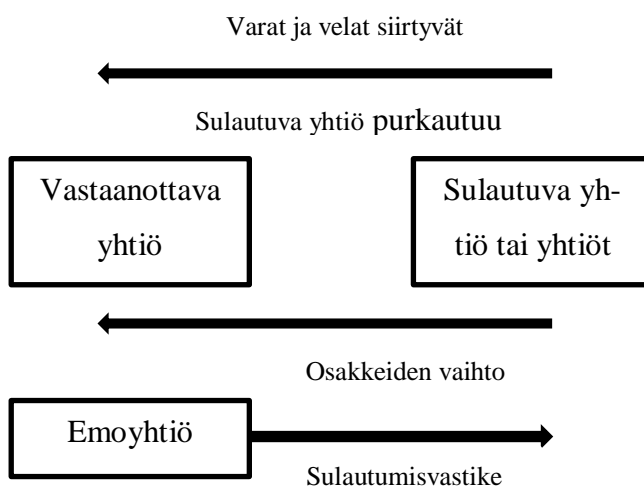 Varat ja velat siirtyvät
Sulautuva yhtiö purkautuu
Vastaanottava
yhtiö
Sulautuva yh-
tiö tai yhtiöt
Osakkeiden vaihto
Emoyhtiö
Sulautumisvastike